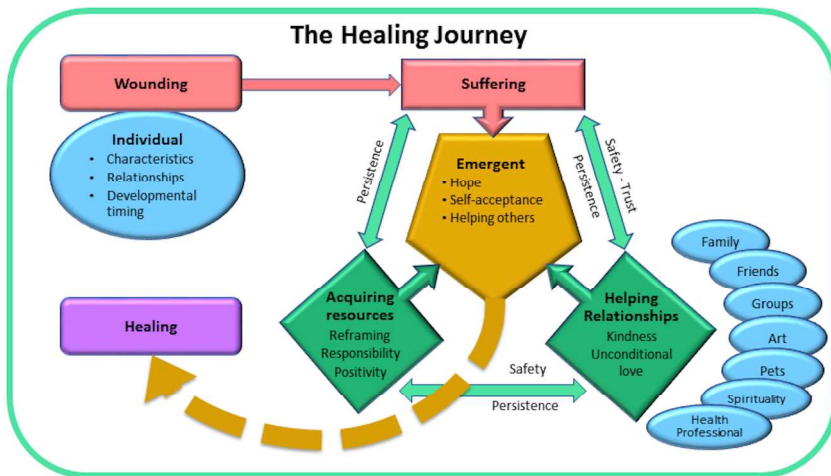 The Healing Journey
Wounding
Suffering
Individual
• Characteristics
• Relationships
• Developmental
timing
Persistence
Emergent
• Hope
• Self-acceptance
• Helping others
Safety - Trust
Persistence
Family
Friends
Groups
Art
Pets
Spirituality
Health
Professional
Healing
Acquiring
resources
Reframing
Responsibility
Positivity
Helping
Relationships
Kindness
Unconditional
love
Safety
Persistence